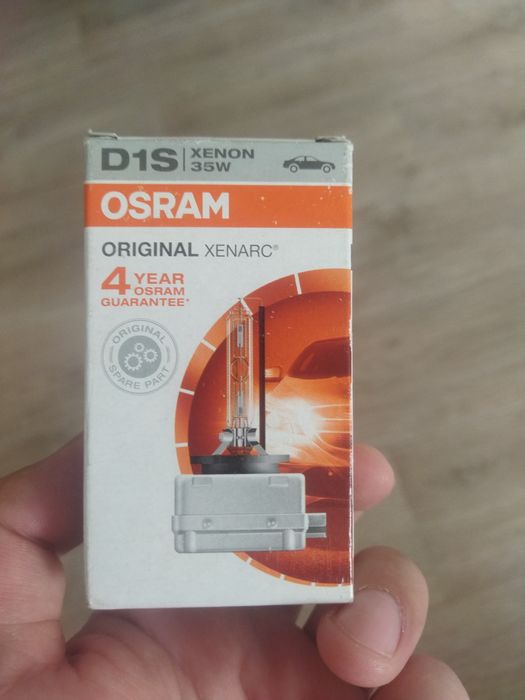 D1S XENON
35W
OSRAM
ORIGINAL XENARC®
4 YEAR
OSRAM
GUARANTEE*
ORIGINAL
SPARE PART